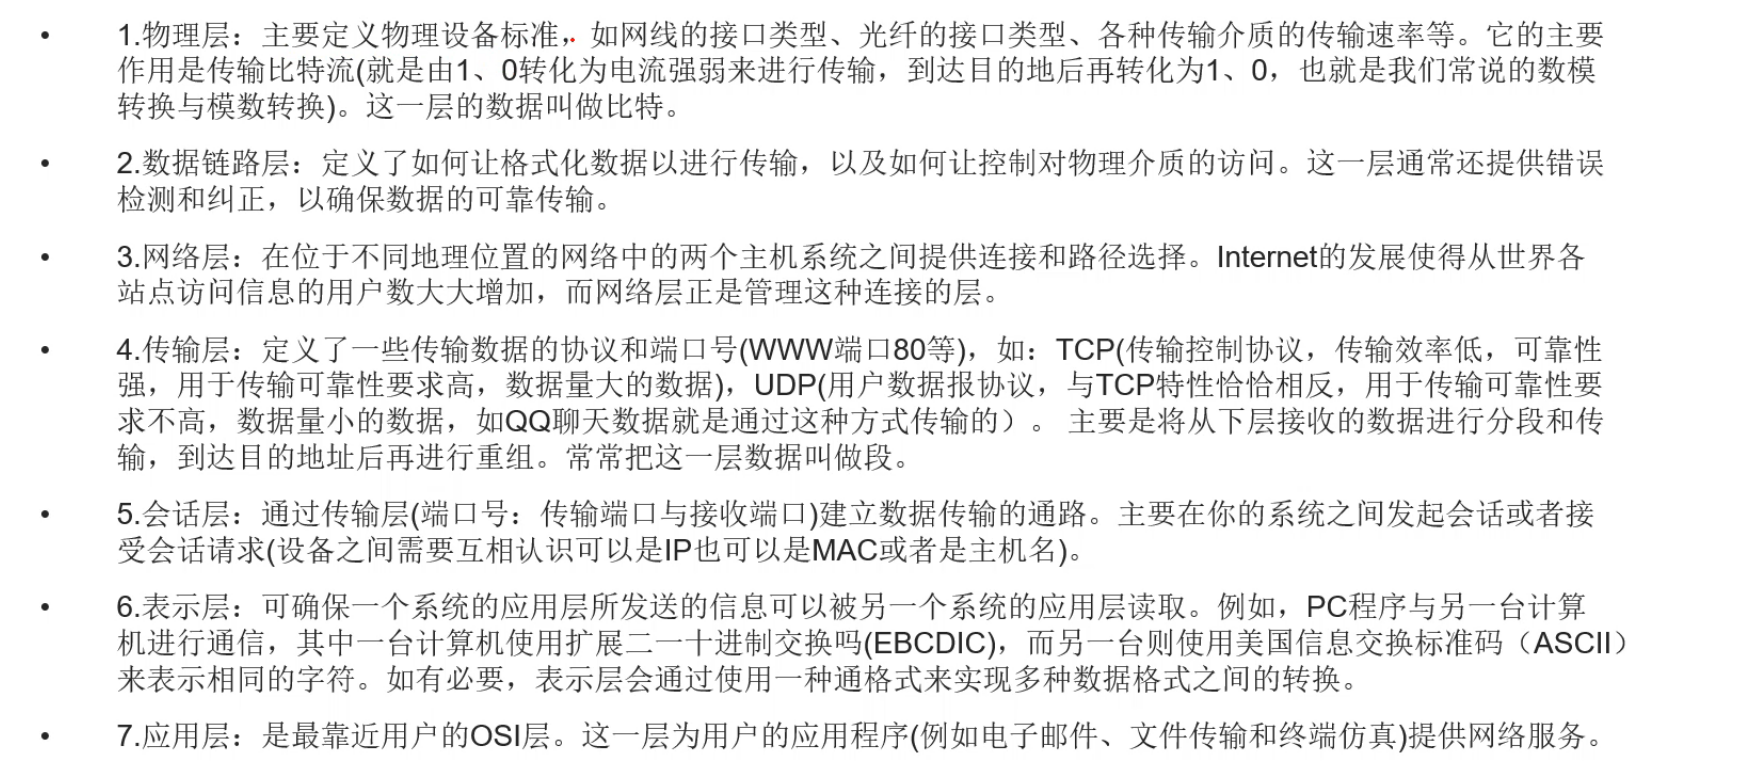 • 1.物理层：主要定义物理设备标准，如网线的接口类型、光纤的接口类型、各种传输介质的传输速率等。它的主要
作用是传输比特流(就是由1、0转化为电流强弱来进行传输，到达目的地后再转化为1、0，也就是我们常说的数模
转换与模数转换)。这一层的数据叫做比特。
• 2.数据链路层：定义了如何让格式化数据以进行传输，以及如何让控制对物理介质的访问。这一层通常还提供错误
检测和纠正，以确保数据的可靠传输。
• 3.网络层：在位于不同地理位置的网络中的两个主机系统之间提供连接和路径选择。Internet的发展使得从世界各
站点访问信息的用户数大大增加，而网络层正是管理这种连接的层。
• 4.传输层：定义了一些传输数据的协议和端口号(WWW端口80等)，如：TCP(传输控制协议，传输效率低，可靠性
强，用于传输可靠性要求高，数据量大的数据)，UDP(用户数据报协议，与TCP特性恰恰相反，用于传输可靠性要
求不高，数据量小的数据，如QQ聊天数据就是通过这种方式传输的）。 主要是将从下层接收的数据进行分段和传
输，到达目的地址后再进行重组。常常把这一层数据叫做段。
• 5.会话层：通过传输层(端口号：传输端口与接收端口)建立数据传输的通路。主要在你的系统之间发起会话或者接
受会话请求(设备之间需要互相认识可以是IP也可以是MAC或者是主机名)。
• 6.表示层：可确保一个系统的应用层所发送的信息可以被另一个系统的应用层读取。例如，PC程序与另一台计算
机进行通信，其中一台计算机使用扩展二一十进制交换吗(EBCDIC)，而另一台则使用美国信息交换标准码（ASCII）
来表示相同的字符。如有必要，表示层会通过使用一种通格式来实现多种数据格式之间的转换。
• 7.应用层：是最靠近用户的OSI层。这一层为用户的应用程序(例如电子邮件、文件传输和终端仿真)提供网络服务。